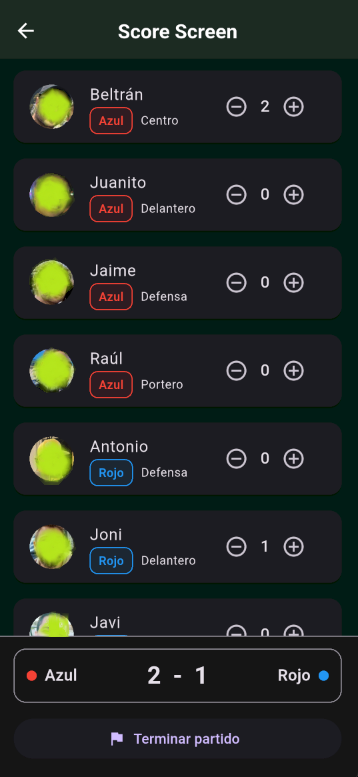 Score Screen
Beltrán
Azul Centro
2
Juanito
Azul Delantero
0
Jaime
Azul Defensa
0
Raúl
Azul Portero
0
Antonio
Rojo Defensa
0
Joni
Rojo Delantero
1
Javi
0
Azul 2 - 1 Rojo
Terminar partido